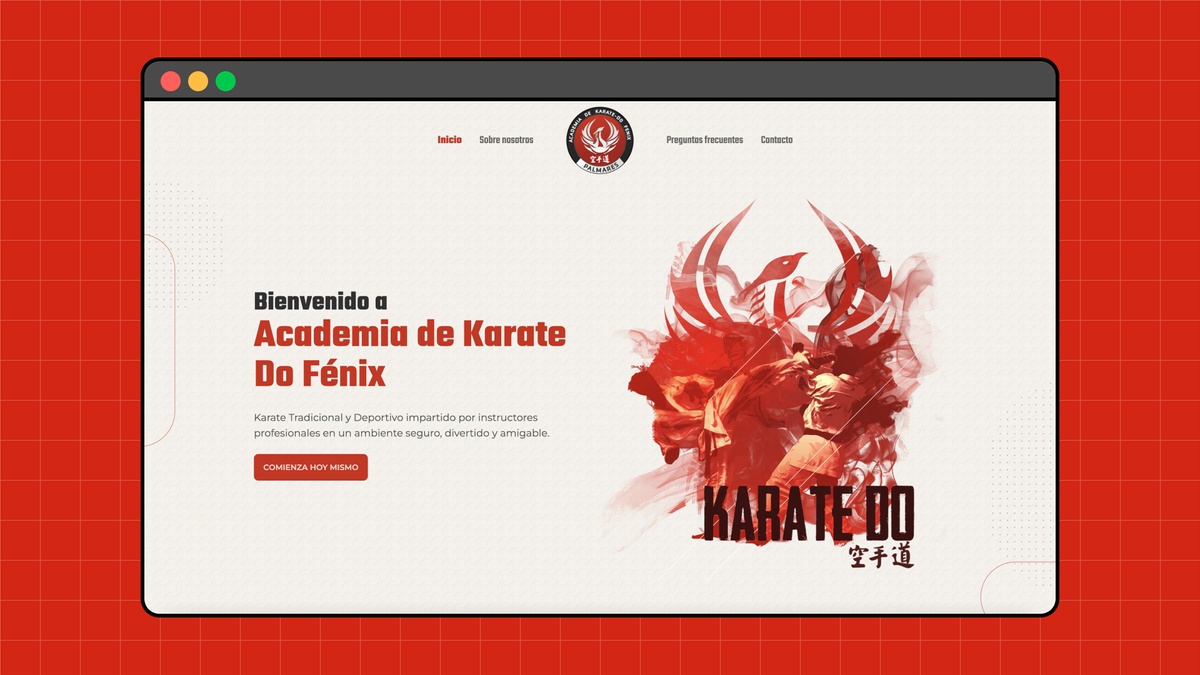 Inicio
Sobre nosotros
ACADEMIA DE KARATE-DO FENIX
空手道
PALMARES
Preguntas frecuentes
Contacto
Bienvenido a
Academia de Karate
Do Fénix
Karate Tradicional y Deportivo impartido por instructores
profesionales en un ambiente seguro, divertido y amigable.
COMIENZA HOY MISMO
KARATE DO
空手道